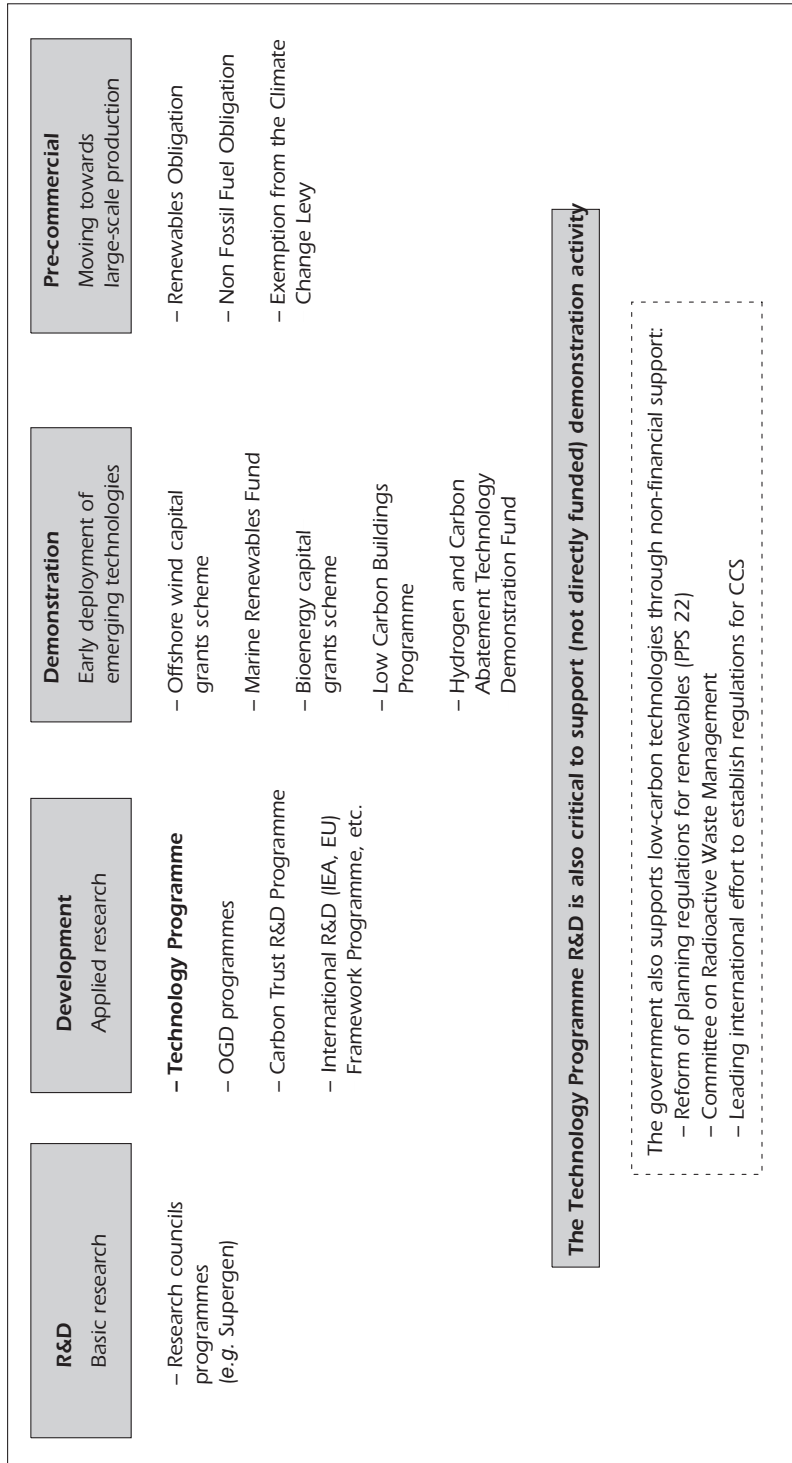 R&D
Basic research
– Research councils
programmes
(e.g. Supergen)
Development
Applied research
– Technology Programme
– OGD programmes
– Carbon Trust R&D Programme
– International R&D (IEA, EU)
Framework Programme, etc.
Demonstration
Early deployment of
emerging technologies
– Offshore wind capital
grants scheme
– Marine Renewables Fund
– Bioenergy capital
grants scheme
– Low Carbon Buildings
Programme
– Hydrogen and Carbon
Abatement Technology
Demonstration Fund
Pre-commercial
Moving towards
large-scale production
– Renewables Obligation
– Non Fossil Fuel Obligation
– Exemption from the Climate
Change Levy
The Technology Programme R&D is also critical to support (not directly funded) demonstration activity
The government also supports low-carbon technologies through non-financial support:
– Reform of planning regulations for renewables (PPS 22)
– Committee on Radioactive Waste Management
– Leading international effort to establish regulations for CCS